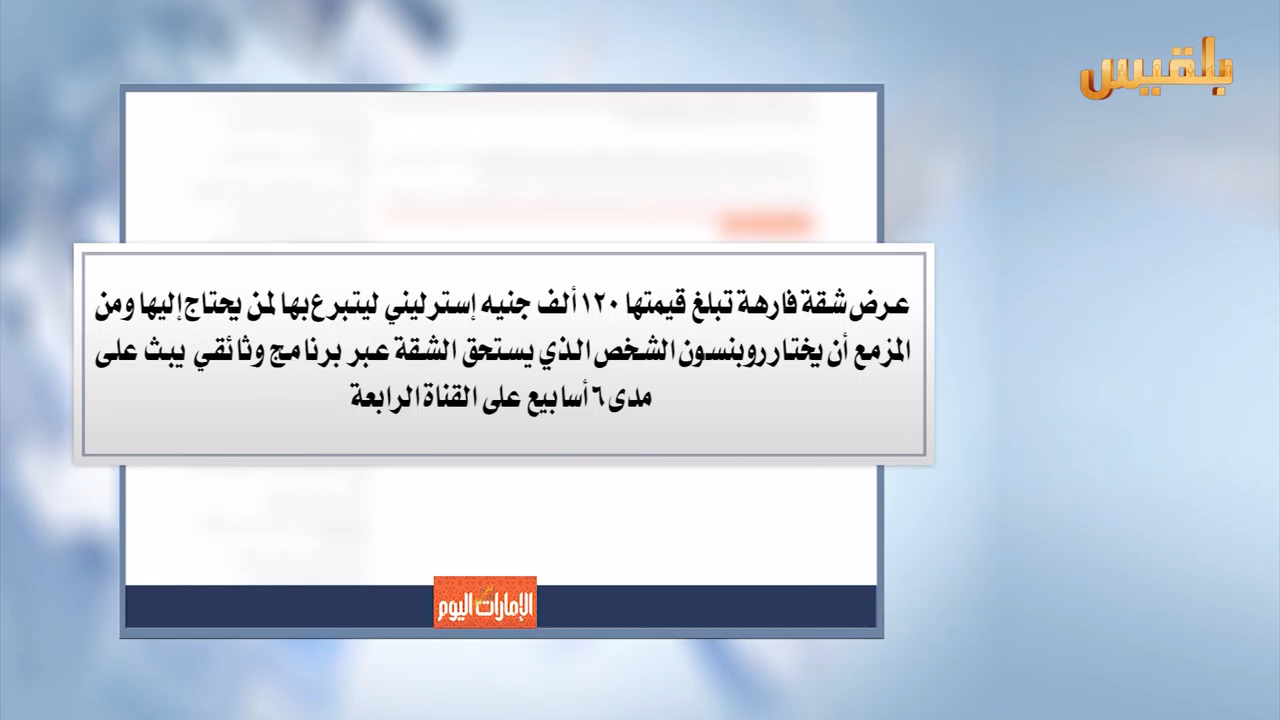 بلقيس
عرض شقة فارهة تبلغ قيمتها ١٢٠ ألف جنيه إسترليني ليتبرع بها لمن يحتاج إليها ومن
المزمع أن يختار روبنسون الشخص الذي يستحق الشقة عبر برنامج وثائقي يبث على
مدى ٦ أسابيع على القناة الرابعة
الإمارات اليوم